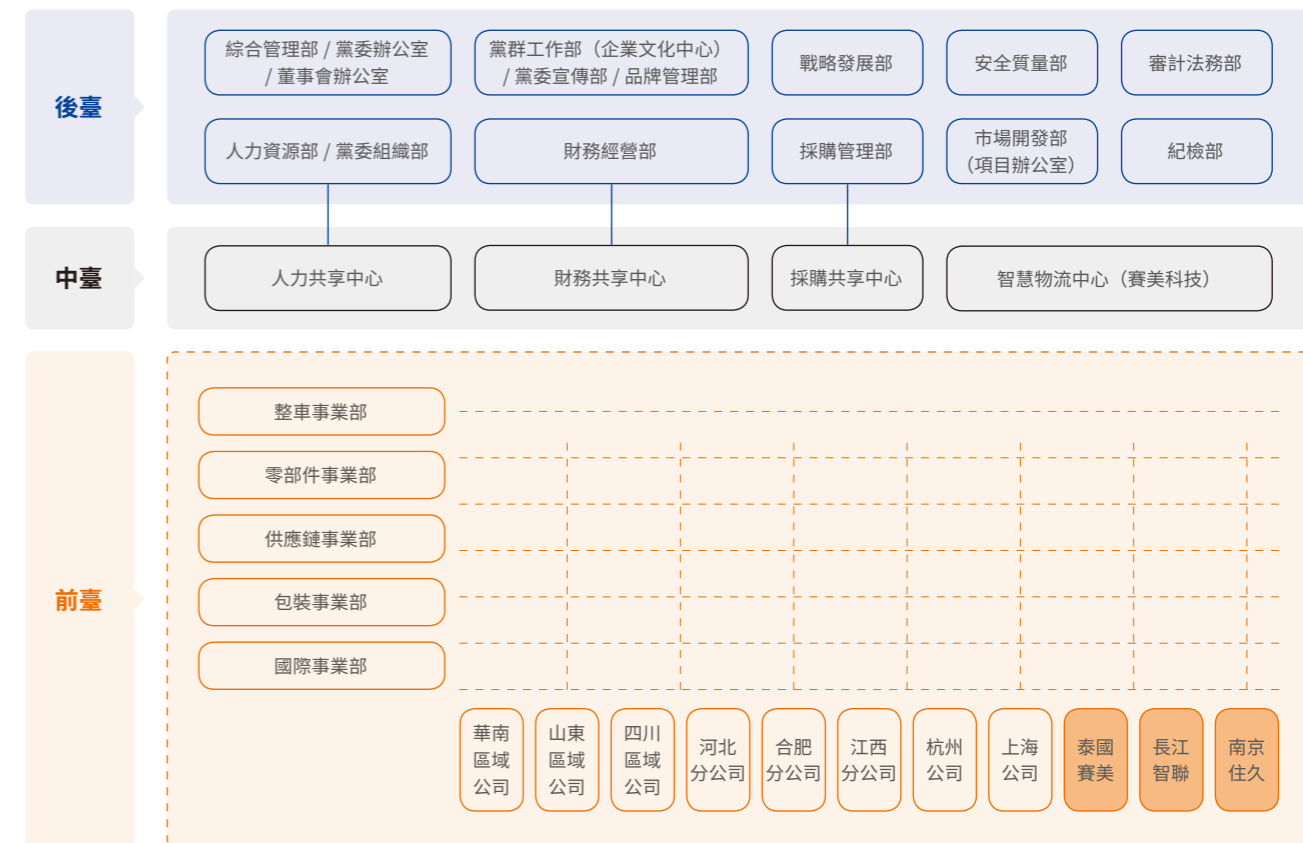 後臺
綜合管理部 / 黨委辦公室
/ 董事會辦公室
黨群工作部（企業文化中心）
/ 黨委宣傳部 / 品牌管理部
戰略發展部
安全質量部
審計法務部
人力資源部 / 黨委組織部
財務經營部
採購管理部
市場開發部
（項目辦公室）
紀檢部
中臺
人力共享中心
財務共享中心
採購共享中心
智慧物流中心（賽美科技）
前臺
整車事業部
零部件事業部
供應鏈事業部
包裝事業部
國際事業部
華南
區域
公司
山東
區域
公司
四川
區域
公司
河北
分公司
合肥
分公司
江西
分公司
杭州
公司
上海
公司
泰國
賽美
長江
智聯
南京
住久